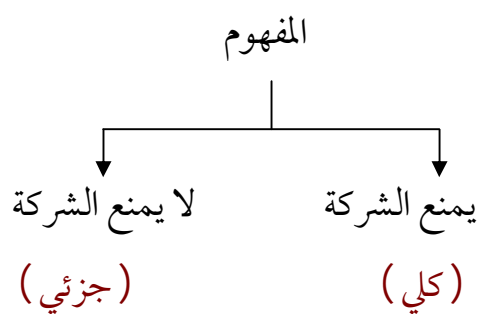 المفهوم
يمنع الشركة
لا يمنع الشركة
(كلي)
(جزئي)